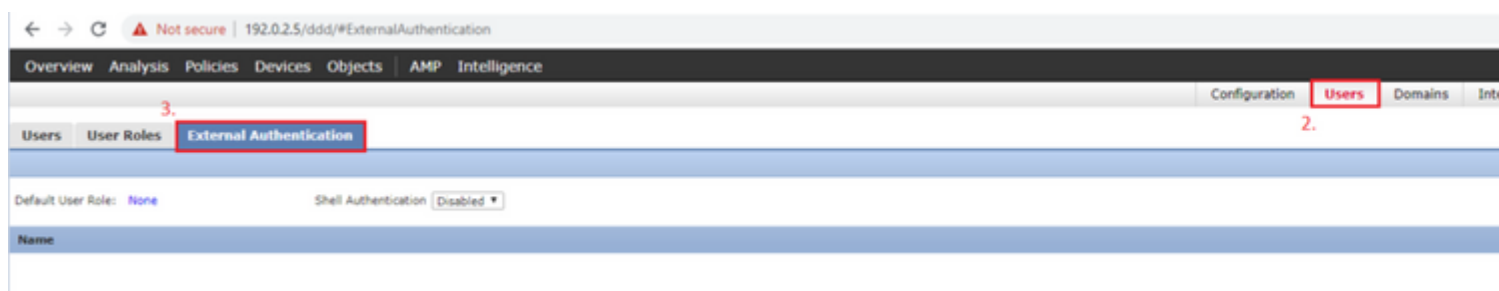 Not secure | 192.0.2.5/ddd/#ExternalAuthentication
Overview Analysis Policies Devices Objects AMP Intelligence
Configuration Users Domains Inte
3.
2.
Users User Roles External Authentication
Default User Role: None Shell Authentication Disabled
Name